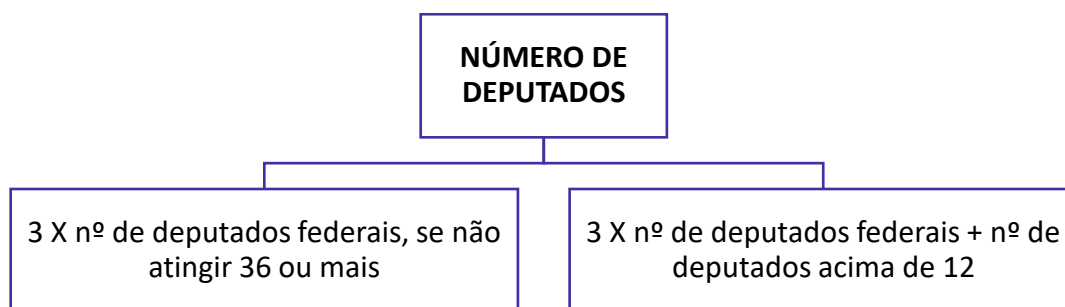 NÚMERO DE
DEPUTADOS
3 X nº de deputados federais, se não
atingir 36 ou mais
3 X nº de deputados federais + nº de
deputados acima de 12